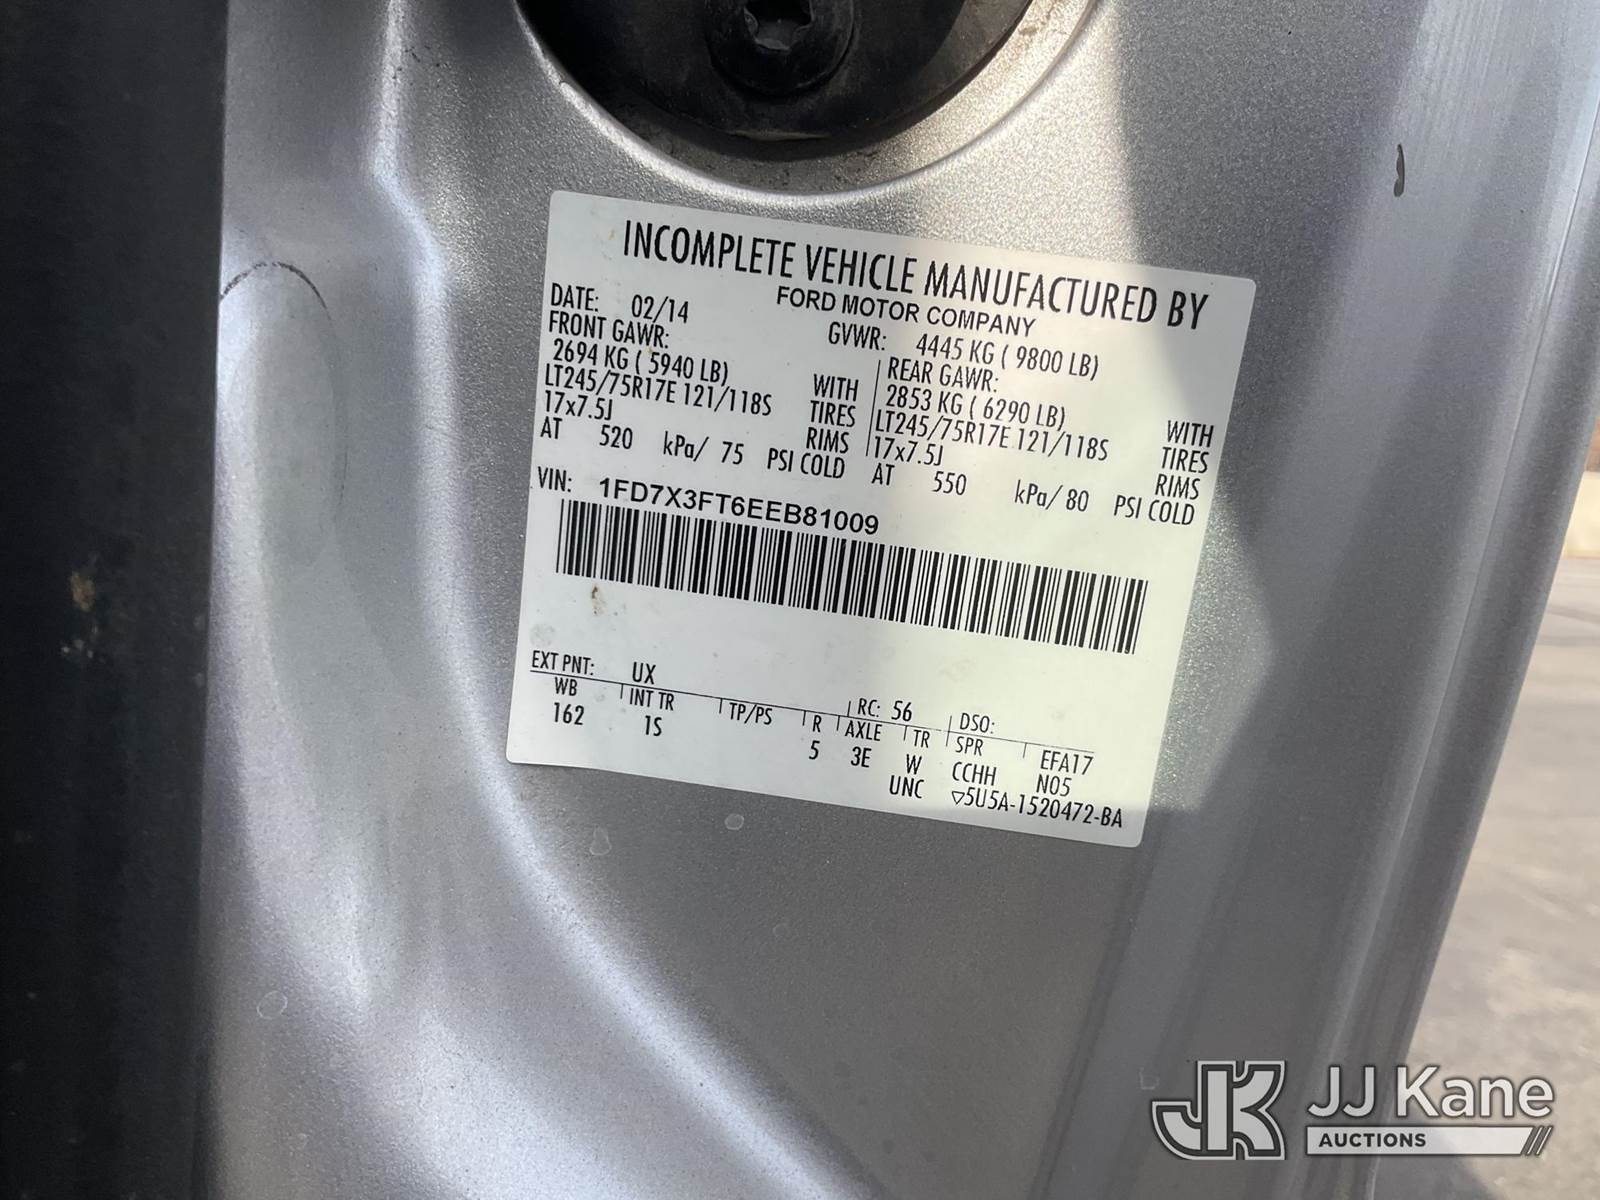 INCOMPLETE VEHICLE MANUFACTURED BY
FORD MOTOR COMPANY
DATE: 02/14 GVWR: 4445 KG ( 9800 LB)
FRONT GAWR: REAR GAWR:
2694 KG ( 5940 LB) WITH 2853 KG ( 6290 LB) WITH
LT245/75R17E 121/118S TIRES LT245/75R17E 121/118S TIRES
17x7.5J RIMS 17x7.5J RIMS
AT 520 kPa/ 75 PSI COLD AT 550 kPa/ 80 PSI COLD
VIN: 1FD7X3FT6EEB81009
EXT PNT: UX RC: 56 DSO:
WB INT TR TP/PS R AXLE TR SPR EFA17
162 1S 5 3E W CCHH N05
UNC ▽5U5A-1520472-BA
JK JJ Kane
AUCTIONS